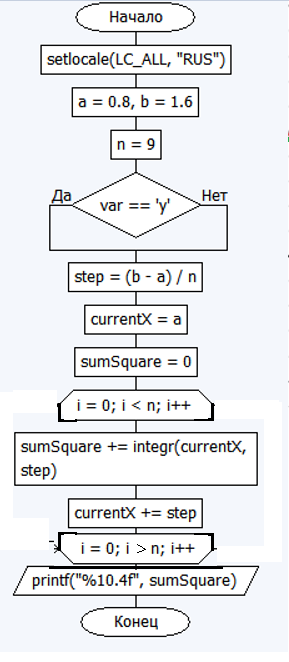 Начало
setlocale(LC_ALL, "RUS")
a = 0.8, b = 1.6
n = 9
Да
Нет
var == 'y'
step = (b - a) / n
currentX = a
sumSquare = 0
i = 0; i < n; i++
sumSquare += integr(currentX,
step)
currentX += step
i = 0; i > n; i++
printf("%10.4f", sumSquare)
Конец